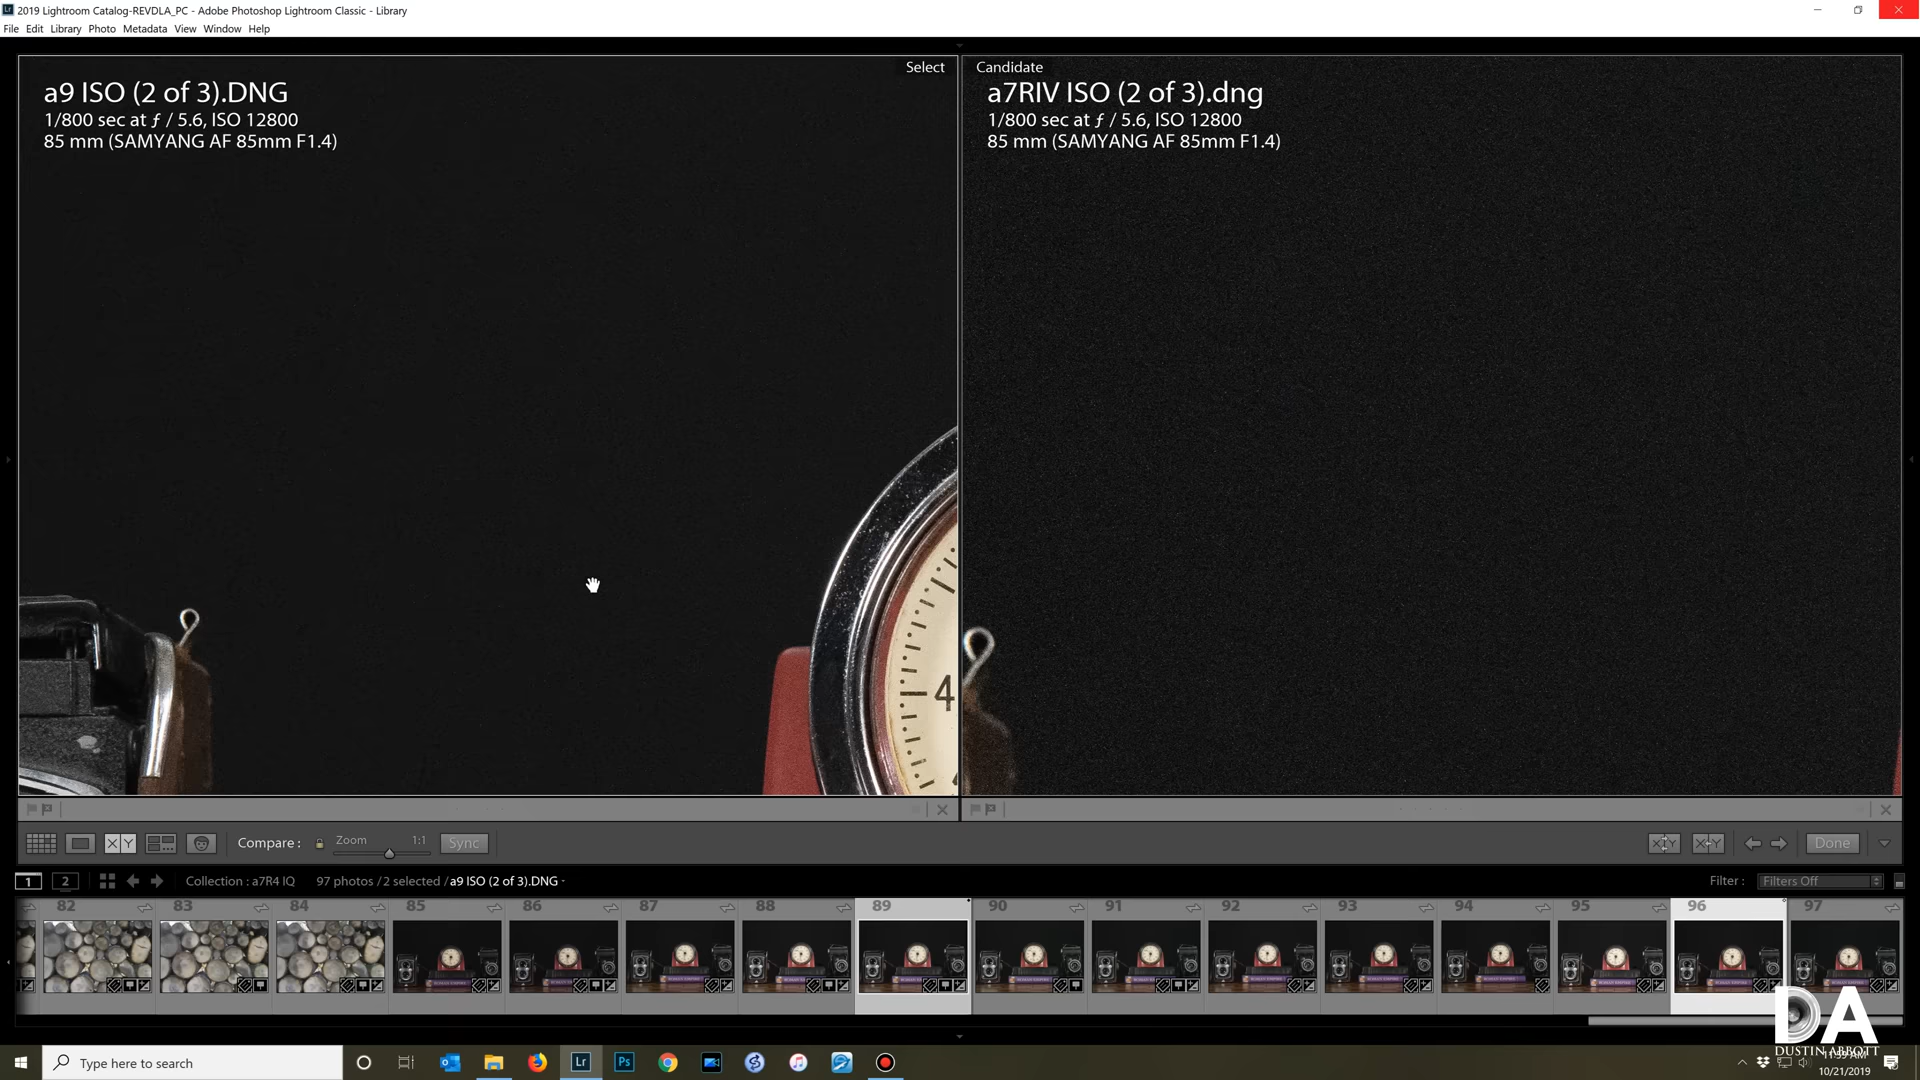 2019 Lightroom Catalog-REVDLA_PC - Adobe Photoshop Lightroom Classic - Library
File Edit Library Photo Metadata View Window Help
Select
a9 ISO (2 of 3).DNG
1/800 sec at ƒ / 5.6, ISO 12800
85 mm (SAMYANG AF 85mm F1.4)
Candidate
a7RIV ISO (2 of 3).dng
1/800 sec at ƒ / 5.6, ISO 12800
85 mm (SAMYANG AF 85mm F1.4)
4
XY Compare : Zoom 1:1 Sync Done
1 2 Collection : a7R4 IQ 97 photos / 2 selected / a9 ISO (2 of 3).DNG Filter : Filters Off
82 83 84 85 86 87 88 89 90 91 92 93 94 95 96 97
DA
DUSTIN ABBOTT
Type here to search
Lr Ps
10/21/2019